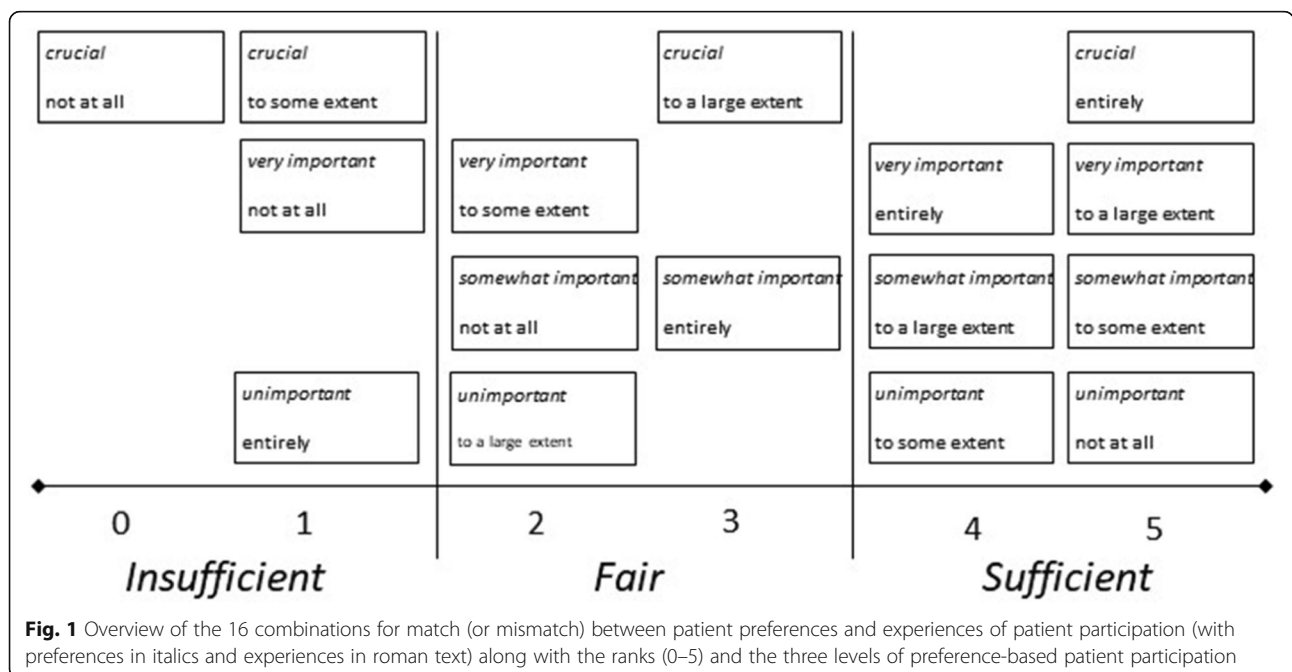 crucial
not at all
crucial
to some extent
crucial
to a large extent
crucial
entirely
very important
not at all
very important
to some extent
very important
entirely
very important
to a large extent
somewhat important
not at all
somewhat important
entirely
somewhat important
to a large extent
somewhat important
to some extent
unimportant
entirely
unimportant
to a large extent
unimportant
to some extent
unimportant
not at all
0 1 2 3 4 5
Insufficient Fair Sufficient
Fig. 1 Overview of the 16 combinations for match (or mismatch) between patient preferences and experiences of patient participation (with
preferences in italics and experiences in roman text) along with the ranks (0–5) and the three levels of preference-based patient participation